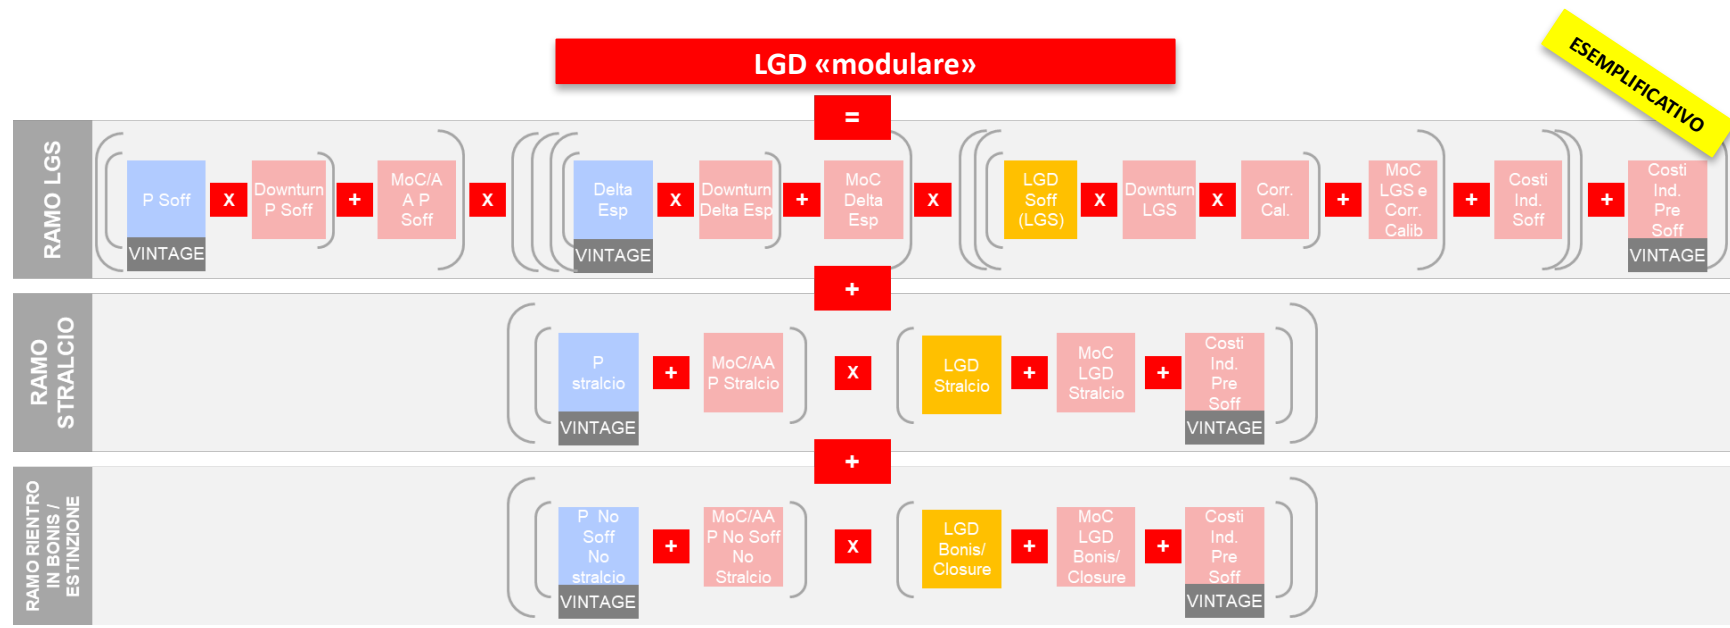 LGD «modulare»
ESEMPLIFICATIVO
=
RAMO LGS
P Soff
VINTAGE
X
Downturn
P Soff
+
MoC/A
A P
Soff
X
Delta
Esp
VINTAGE
X
Downturn
Delta Esp
+
MoC
Delta
Esp
X
LGD
Soff
(LGS)
X
Downturn
LGS
X
Corr.
Cal.
+
MoC
LGS e
Corr.
Calib
+
Costi
Ind.
Soff
+
Costi
Ind.
Pre
Soff
VINTAGE
+
RAMO
STRALCIO
P
stralcio
VINTAGE
+
MoC/AA
P Stralcio
X
LGD
Stralcio
+
MoC
LGD
Stralcio
+
Costi
Ind.
Pre
Soff
VINTAGE
+
RAMO RIENTRO
IN BONIS /
ESTINZIONE
P No
Soff
No
stralcio
VINTAGE
+
MoC/AA
P No Soff
No
Stralcio
X
LGD
Bonis/
Closure
+
MoC
LGD
Bonis/
Closure
+
Costi
Ind.
Pre
Soff
VINTAGE